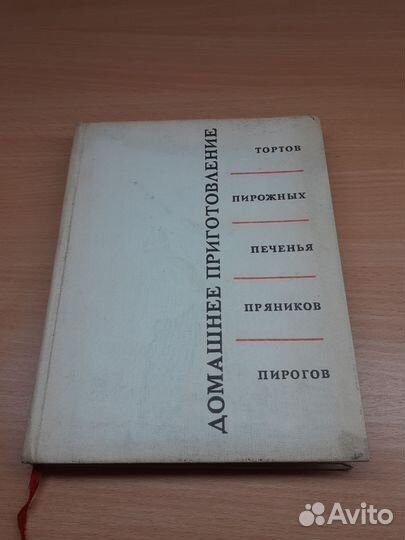 ДОМАШНЕЕ ПРИГОТОВЛЕНИЕ
ТОРТОВ
ПИРОЖНЫХ
ПЕЧЕНЬЯ
ПРЯНИКОВ
ПИРОГОВ
Avito